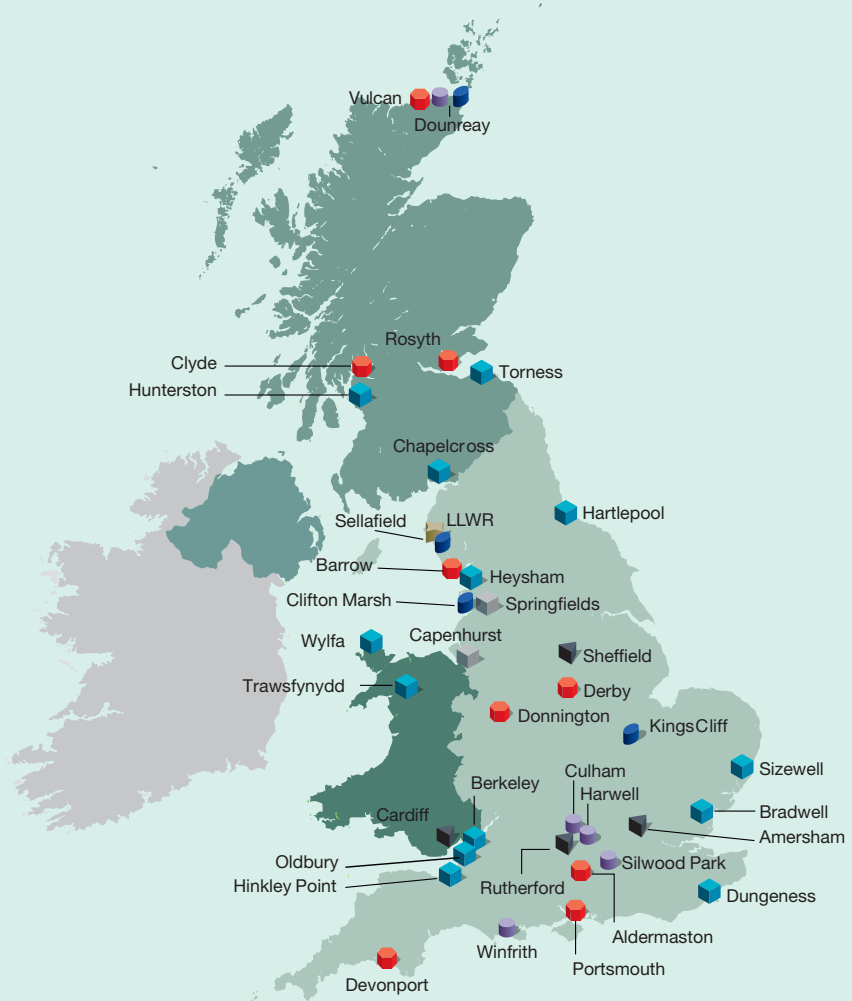 Vulcan
Dounreay
Rosyth
Clyde
Torness
Hunterston
Chapelcross
Hartlepool
Sellafield
LLWR
Barrow
Heysham
Clifton Marsh
Springfields
Capenhurst
Wylfa
Sheffield
Trawsfynydd
Derby
Donnington
KingsCliff
Sizewell
Culham
Berkeley
Harwell
Bradwell
Cardiff
Amersham
Oldbury
Silwood Park
Hinkley Point
Rutherford
Dungeness
Aldermaston
Winfrith
Portsmouth
Devonport